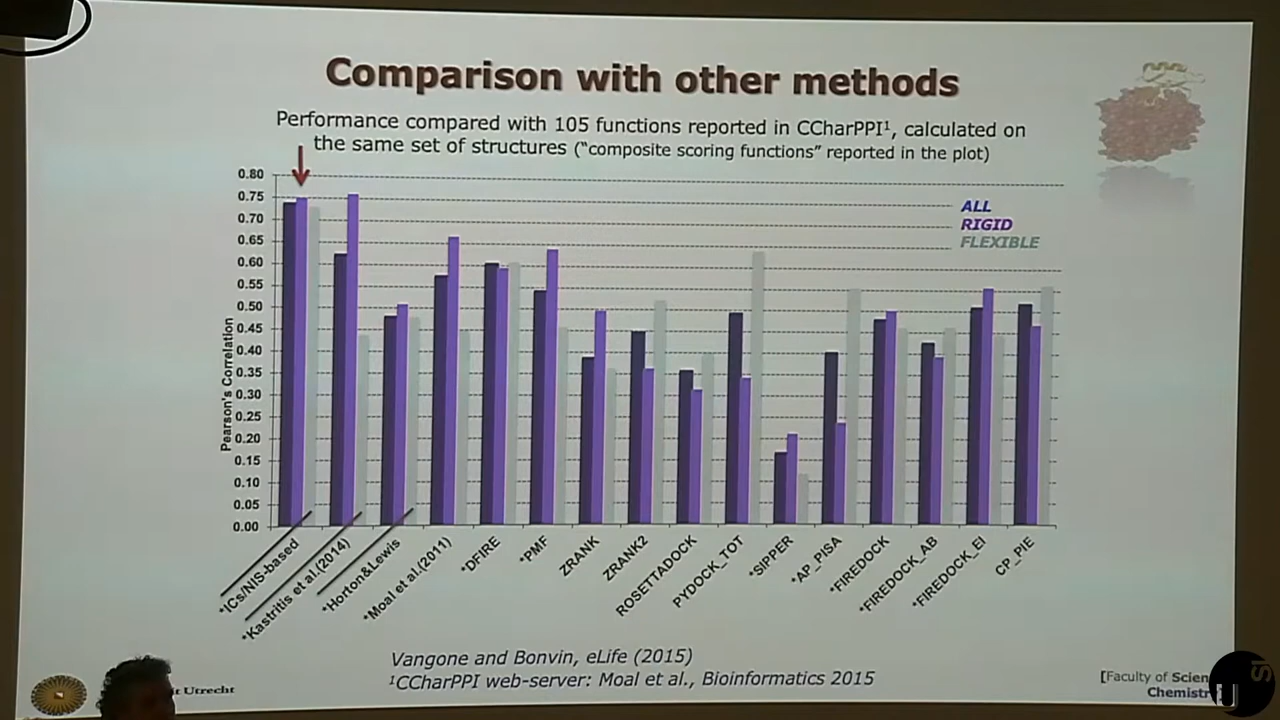 Comparison with other methods
Performance compared with 105 functions reported in CCharPPI¹, calculated on
the same set of structures ("composite scoring functions" reported in the plot)
0.80
0.75
0.70
0.65
0.60
0.55
0.50
0.45
0.40
0.35
0.30
0.25
0.20
0.15
0.10
0.05
0.00
Pearson's Correlation
ALL
RIGID
FLEXIBLE
*ICs/NIS-based
*Kastritis et al.(2014)
*Horton&Lewis
*Moal et al.(2011)
*DFIRE
*PMF
ZRANK
ZRANK2
ROSETTADOCK
PYDOCK_TOT
*SIPPER
*AP_PISA
*FIREDOCK
*FIREDOCK_AB
*FIREDOCK_EI
CP_PIE
Vangone and Bonvin, eLife (2015)
¹CCharPPI web-server: Moal et al., Bioinformatics 2015
t Utrecht
[Faculty of Scien
Chemistr